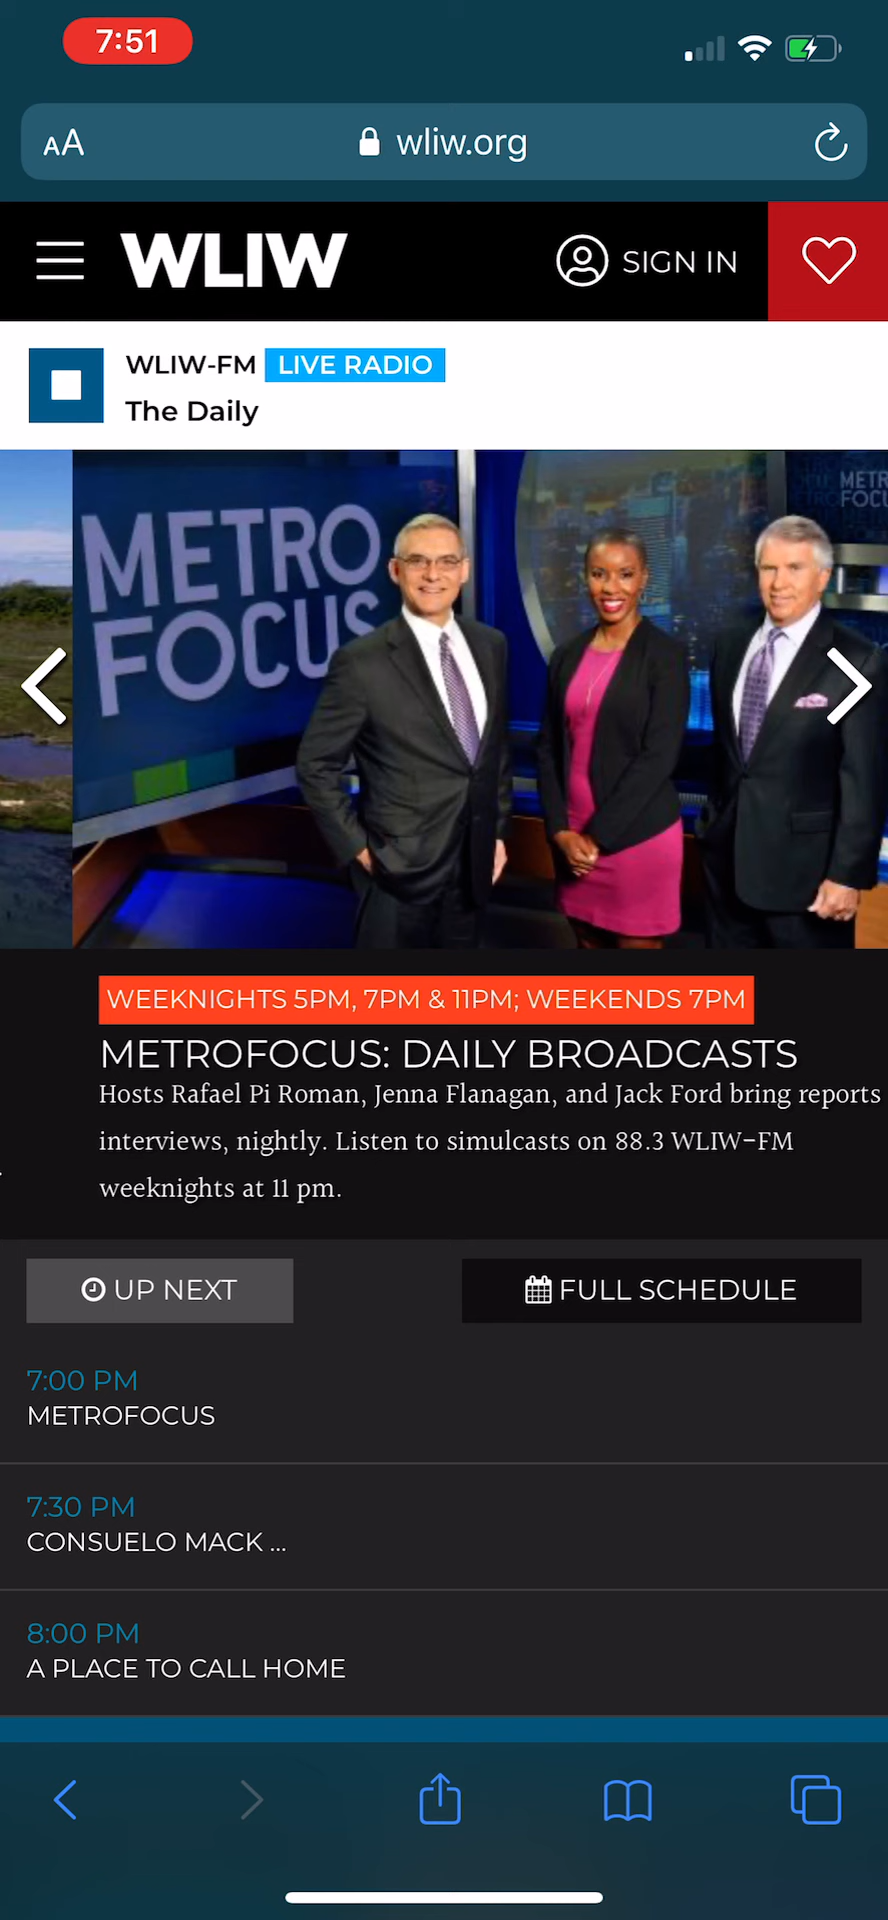 7:51
AA
wliw.org
WLIW
SIGN IN
WLIW-FM LIVE RADIO
The Daily
METRO
FOCUS
METR
FOCU
WEEKNIGHTS 5PM, 7PM & 11PM; WEEKENDS 7PM
METROFOCUS: DAILY BROADCASTS
Hosts Rafael Pi Roman, Jenna Flanagan, and Jack Ford bring reports
interviews, nightly. Listen to simulcasts on 88.3 WLIW-FM
weeknights at 11 pm.
UP NEXT
FULL SCHEDULE
7:00 PM
METROFOCUS
7:30 PM
CONSUELO MACK ...
8:00 PM
A PLACE TO CALL HOME